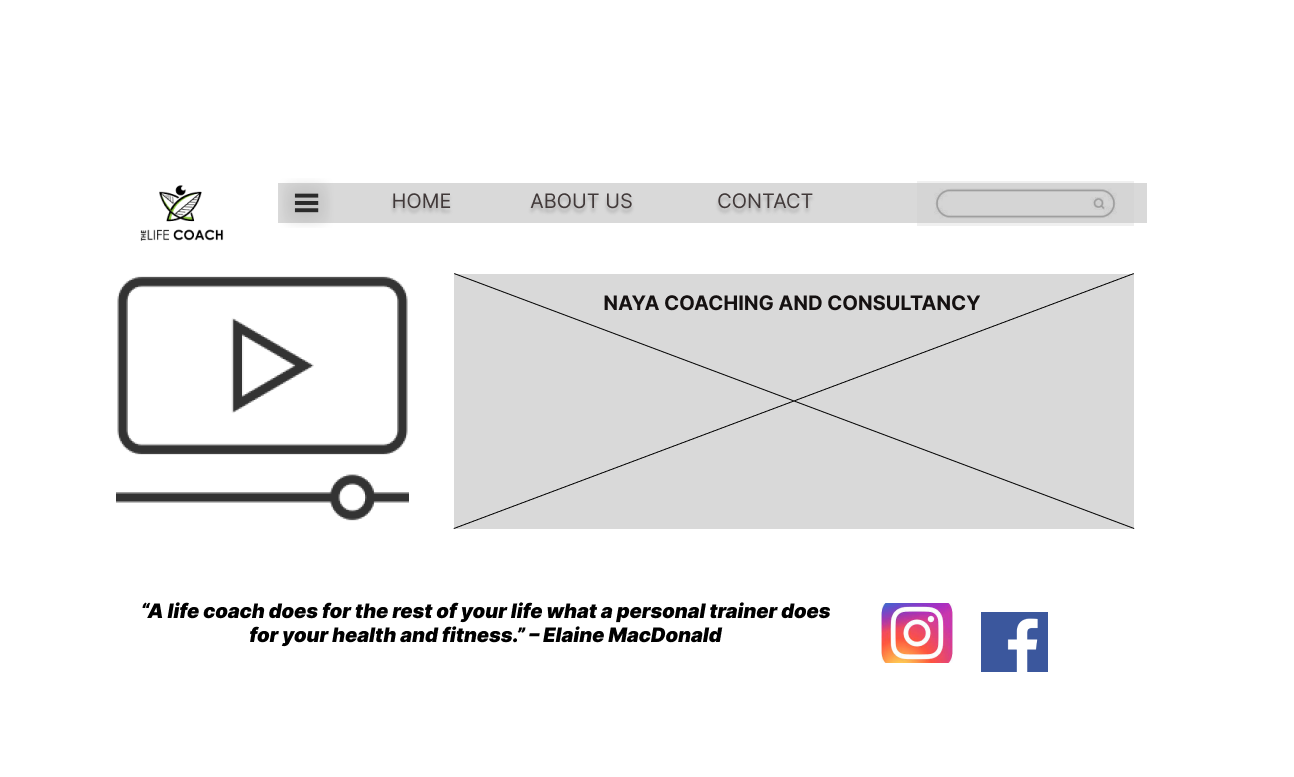 THE LIFE COACH
HOME
ABOUT US
CONTACT
NAYA COACHING AND CONSULTANCY
“A life coach does for the rest of your life what a personal trainer does
for your health and fitness.” – Elaine MacDonald